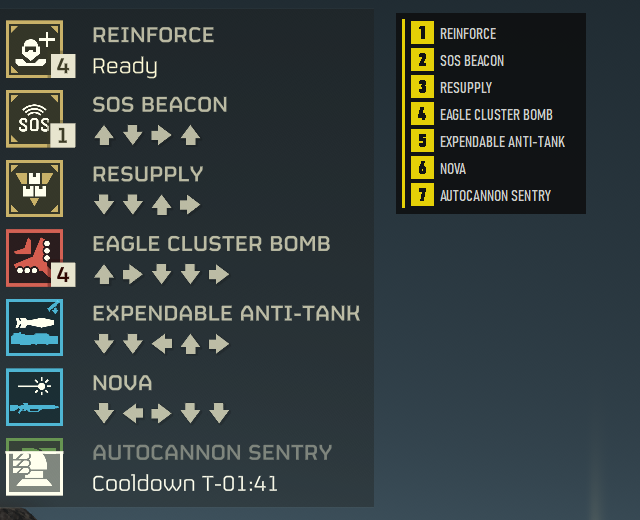 REINFORCE
4
Ready
SOS BEACON
SOS
1
RESUPPLY
EAGLE CLUSTER BOMB
4
EXPENDABLE ANTI-TANK
NOVA
AUTOCANNON SENTRY
Cooldown T-01:41
1 REINFORCE
2 SOS BEACON
3 RESUPPLY
4 EAGLE CLUSTER BOMB
5 EXPENDABLE ANTI-TANK
6 NOVA
7 AUTOCANNON SENTRY